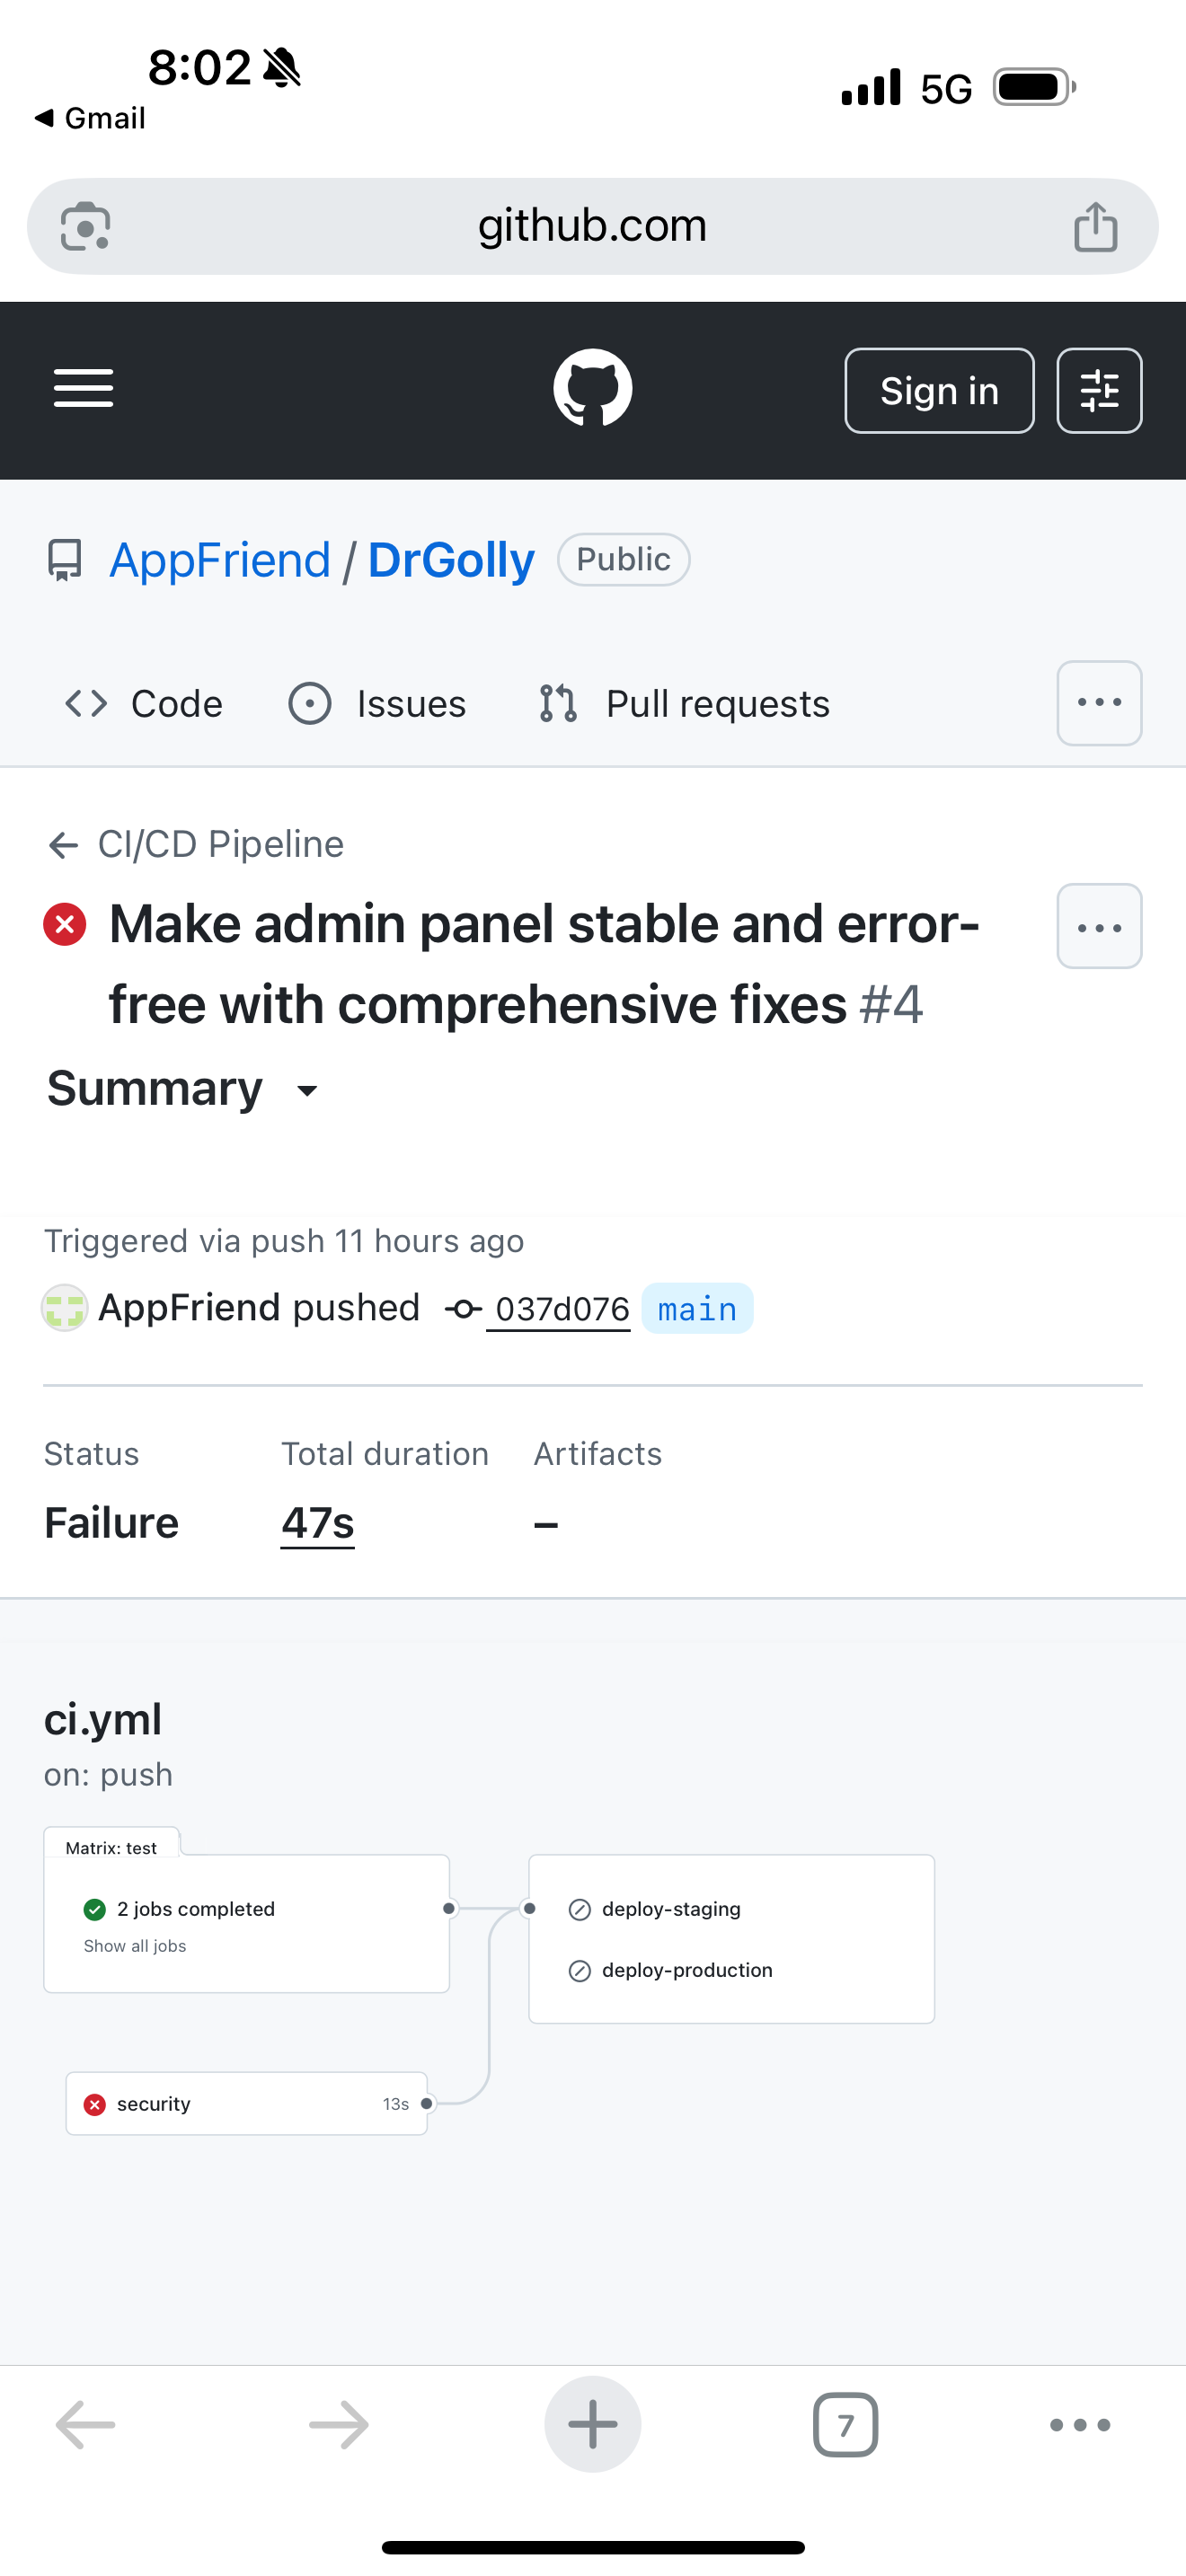 8:02
5G
Gmail
github.com
Sign in
AppFriend / DrGolly Public
Code Issues Pull requests
CI/CD Pipeline
Make admin panel stable and error-
free with comprehensive fixes #4
Summary
Triggered via push 11 hours ago
AppFriend pushed 037d076 main
Status Total duration Artifacts
Failure 47s –
ci.yml
on: push
Matrix: test
2 jobs completed
Show all jobs
deploy-staging
deploy-production
security 13s
7